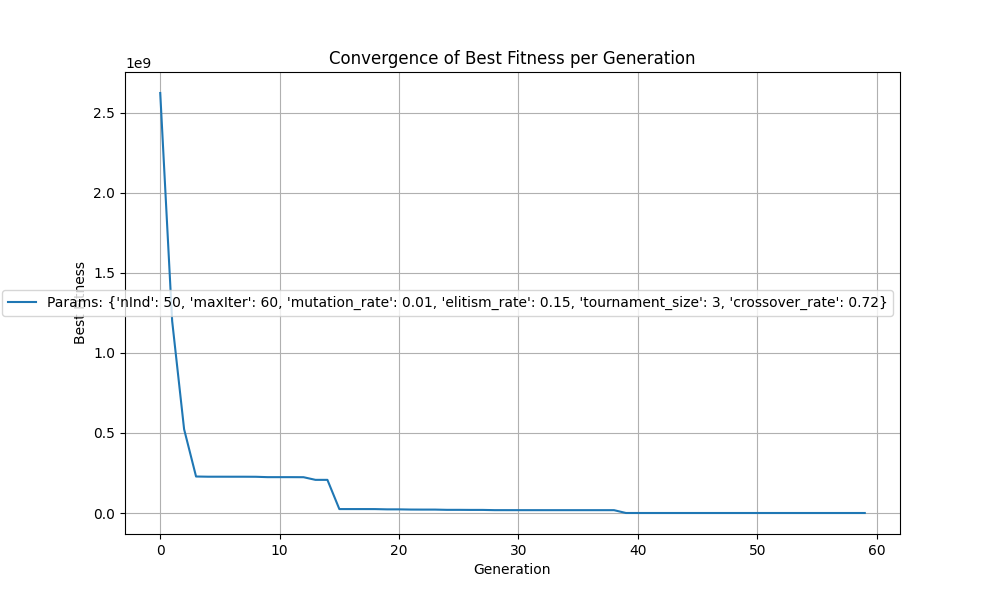 Convergence of Best Fitness per Generation
1e9
2.5
2.0
1.5
1.0
0.5
0.0
Best
ness
Params: {'nInd': 50, 'maxIter': 60, 'mutation_rate': 0.01, 'elitism_rate': 0.15, 'tournament_size': 3, 'crossover_rate': 0.72}
0 10 20 30 40 50 60
Generation